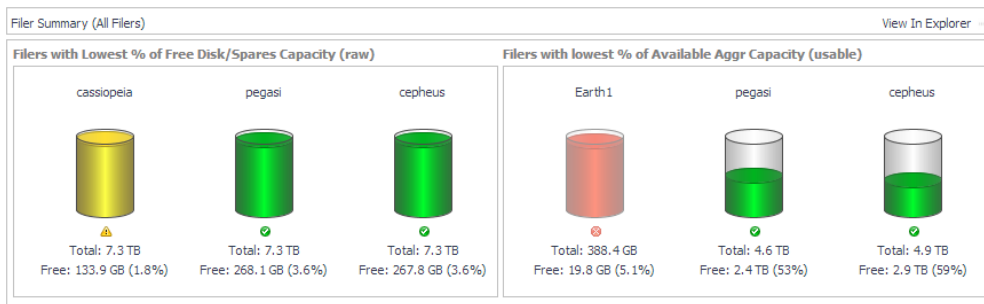 Filer Summary (All Filers) View In Explorer
Filers with Lowest % of Free Disk/Spares Capacity (raw)
cassiopeia pegasi cepheus
Total: 7.3 TB Total: 7.3 TB Total: 7.3 TB
Free: 133.9 GB (1.8%) Free: 268.1 GB (3.6%) Free: 267.8 GB (3.6%)
Filers with lowest % of Available Aggr Capacity (usable)
Earth1 pegasi cepheus
Total: 388.4 GB Total: 4.6 TB Total: 4.9 TB
Free: 19.8 GB (5.1%) Free: 2.4 TB (53%) Free: 2.9 TB (59%)